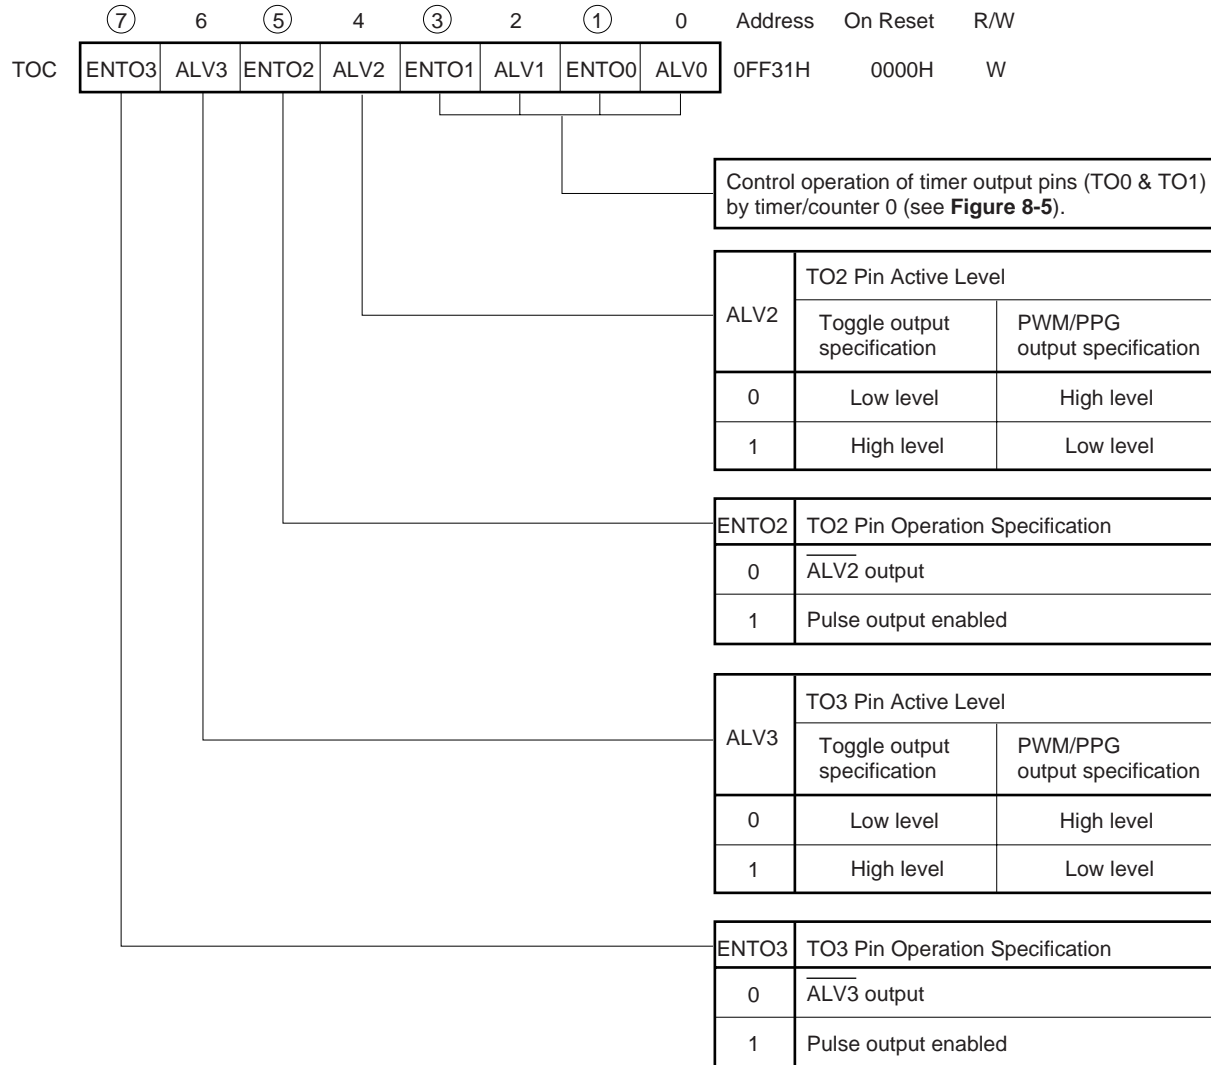 ⑦ 6 ⑤ 4 ③ 2 ① 0 Address On Reset R/W
TOC ENTO3 ALV3 ENTO2 ALV2 ENTO1 ALV1 ENTO0 ALV0 0FF31H 0000H W
Control operation of timer output pins (TO0 & TO1)
by timer/counter 0 (see Figure 8-5).
TO2 Pin Active Level
ALV2
Toggle output PWM/PPG
specification output specification
0 Low level High level
1 High level Low level
ENTO2 TO2 Pin Operation Specification
0 A̅L̅V̅2̅ output
1 Pulse output enabled
TO3 Pin Active Level
ALV3
Toggle output PWM/PPG
specification output specification
0 Low level High level
1 High level Low level
ENTO3 TO3 Pin Operation Specification
0 A̅L̅V̅3̅ output
1 Pulse output enabled